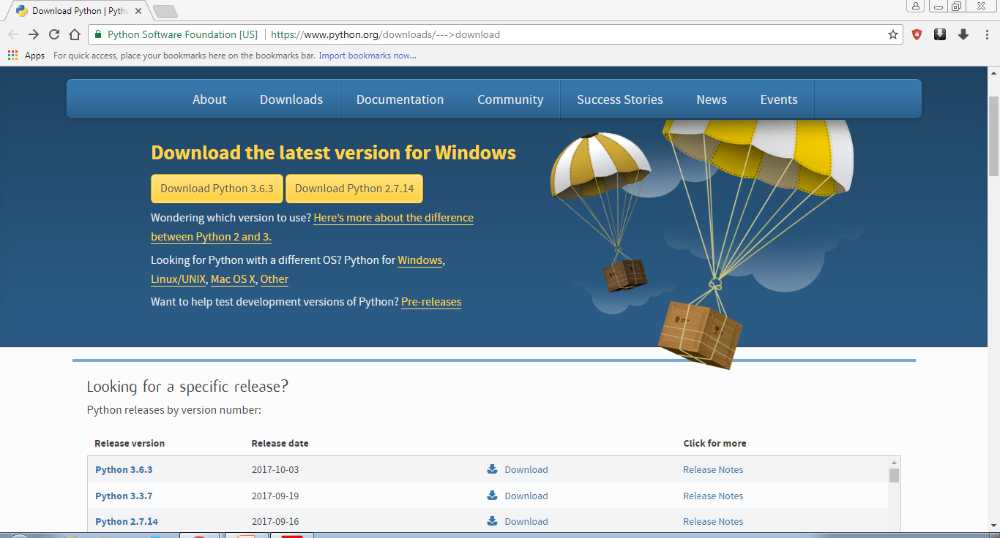 Download Python | Pytho
Python Software Foundation [US] https://www.python.org/downloads/--->download
Apps For quick access, place your bookmarks here on the bookmarks bar. Import bookmarks now...
About Downloads Documentation Community Success Stories News Events
Download the latest version for Windows
Download Python 3.6.3 Download Python 2.7.14
Wondering which version to use? Here's more about the difference
between Python 2 and 3.
Looking for Python with a different OS? Python for Windows,
Linux/UNIX, Mac OS X, Other
Want to help test development versions of Python? Pre-releases
Looking for a specific release?
Python releases by version number:
Release version Release date Click for more
Python 3.6.3 2017-10-03 Download Release Notes
Python 3.3.7 2017-09-19 Download Release Notes
Python 2.7.14 2017-09-16 Download Release Notes